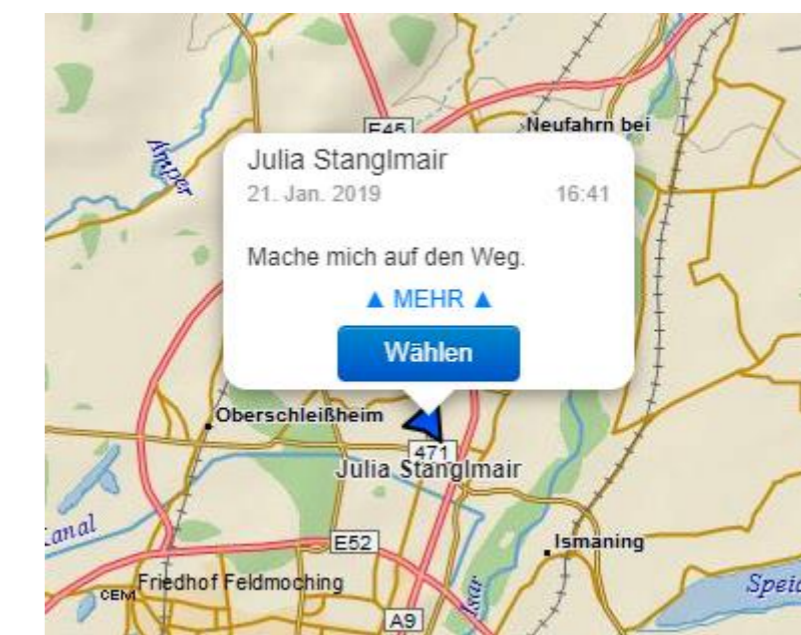 Amper
E45
Neufahrn bei
Julia Stanglmair
21. Jan. 2019 16:41
Mache mich auf den Weg.
▲ MEHR ▲
Wählen
Oberschleißheim
471
Julia Stanglmair
anal
E52
Ismaning
Friedhof Feldmoching
CEM
Isar
Speic
A9